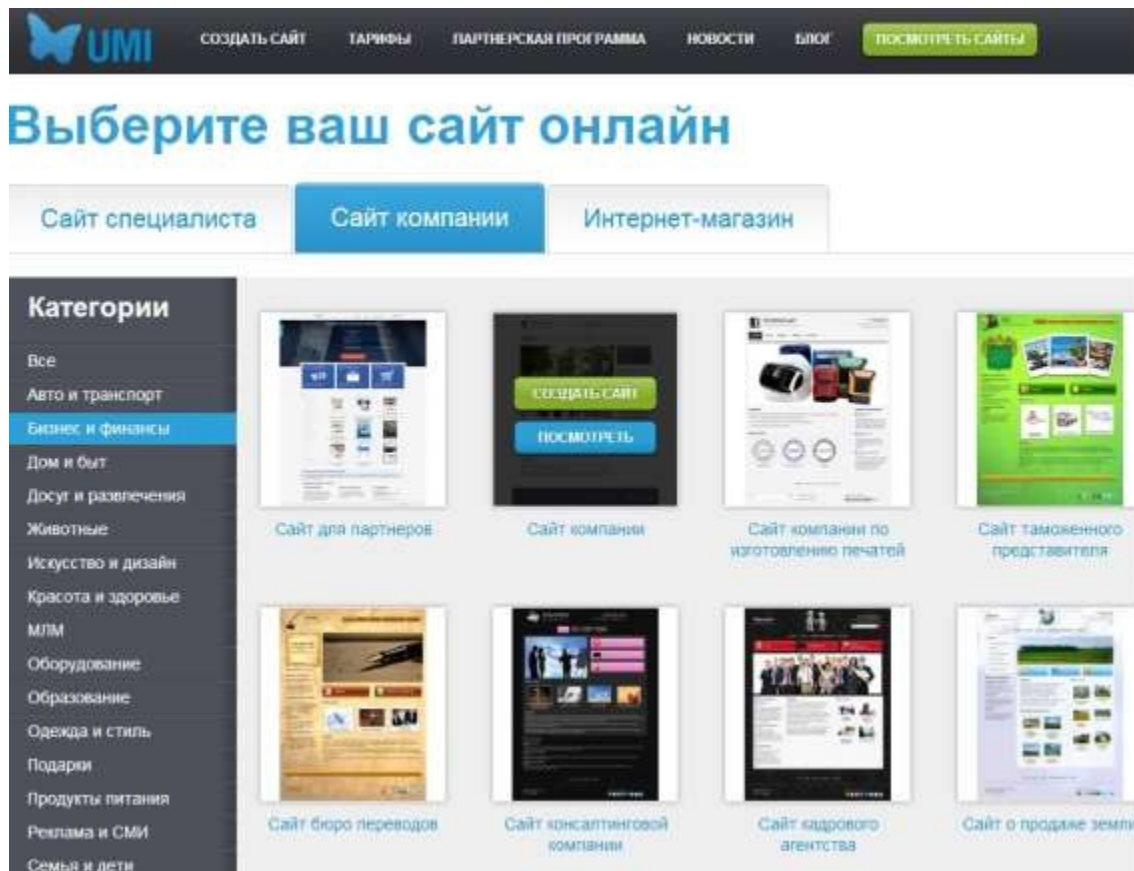 UMI
СОЗДАТЬ САЙТ ТАРИФЫ ПАРТНЕРСКАЯ ПРОГРАММА НОВОСТИ БЛОГ ПОСМОТРЕТЬ САЙТЫ
Выберите ваш сайт онлайн
Сайт специалиста Сайт компании Интернет-магазин
Категории
Все
Авто и транспорт
Бизнес и финансы
Дом и быт
Досуг и развлечения
Животные
Искусство и дизайн
Красота и здоровье
МЛМ
Оборудование
Образование
Одежда и стиль
Подарки
Продукты питания
Реклама и СМИ
Семья и дети
СОЗДАТЬ САЙТ
ПОСМОТРЕТЬ
Сайт для партнеров
Сайт компании
Сайт компании по
изготовлению печатей
Сайт таможенного
представителя
Сайт бюро переводов
Сайт консалтинговой
компании
Сайт кадрового
агентства
Сайт о продаже земли